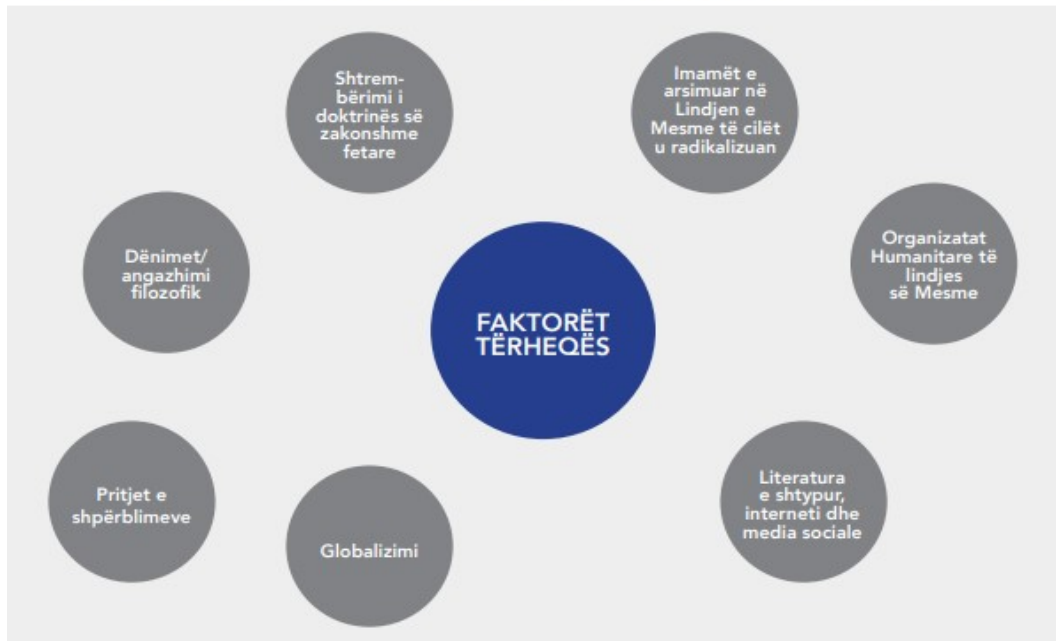 Shtrem-
bërimi i
doktrinës së
zakonshme
fetare
Imamët e
arsimuar në
Lindjen e
Mesme të cilët
u radikalizuan
Dënimet/
angazhimi
filozofik
Organizatat
Humanitare të
lindjes
së Mesme
FAKTORËT
TËRHEQËS
Pritjet e
shpërblimeve
Globalizimi
Literatura
e shtypur,
interneti dhe
media sociale